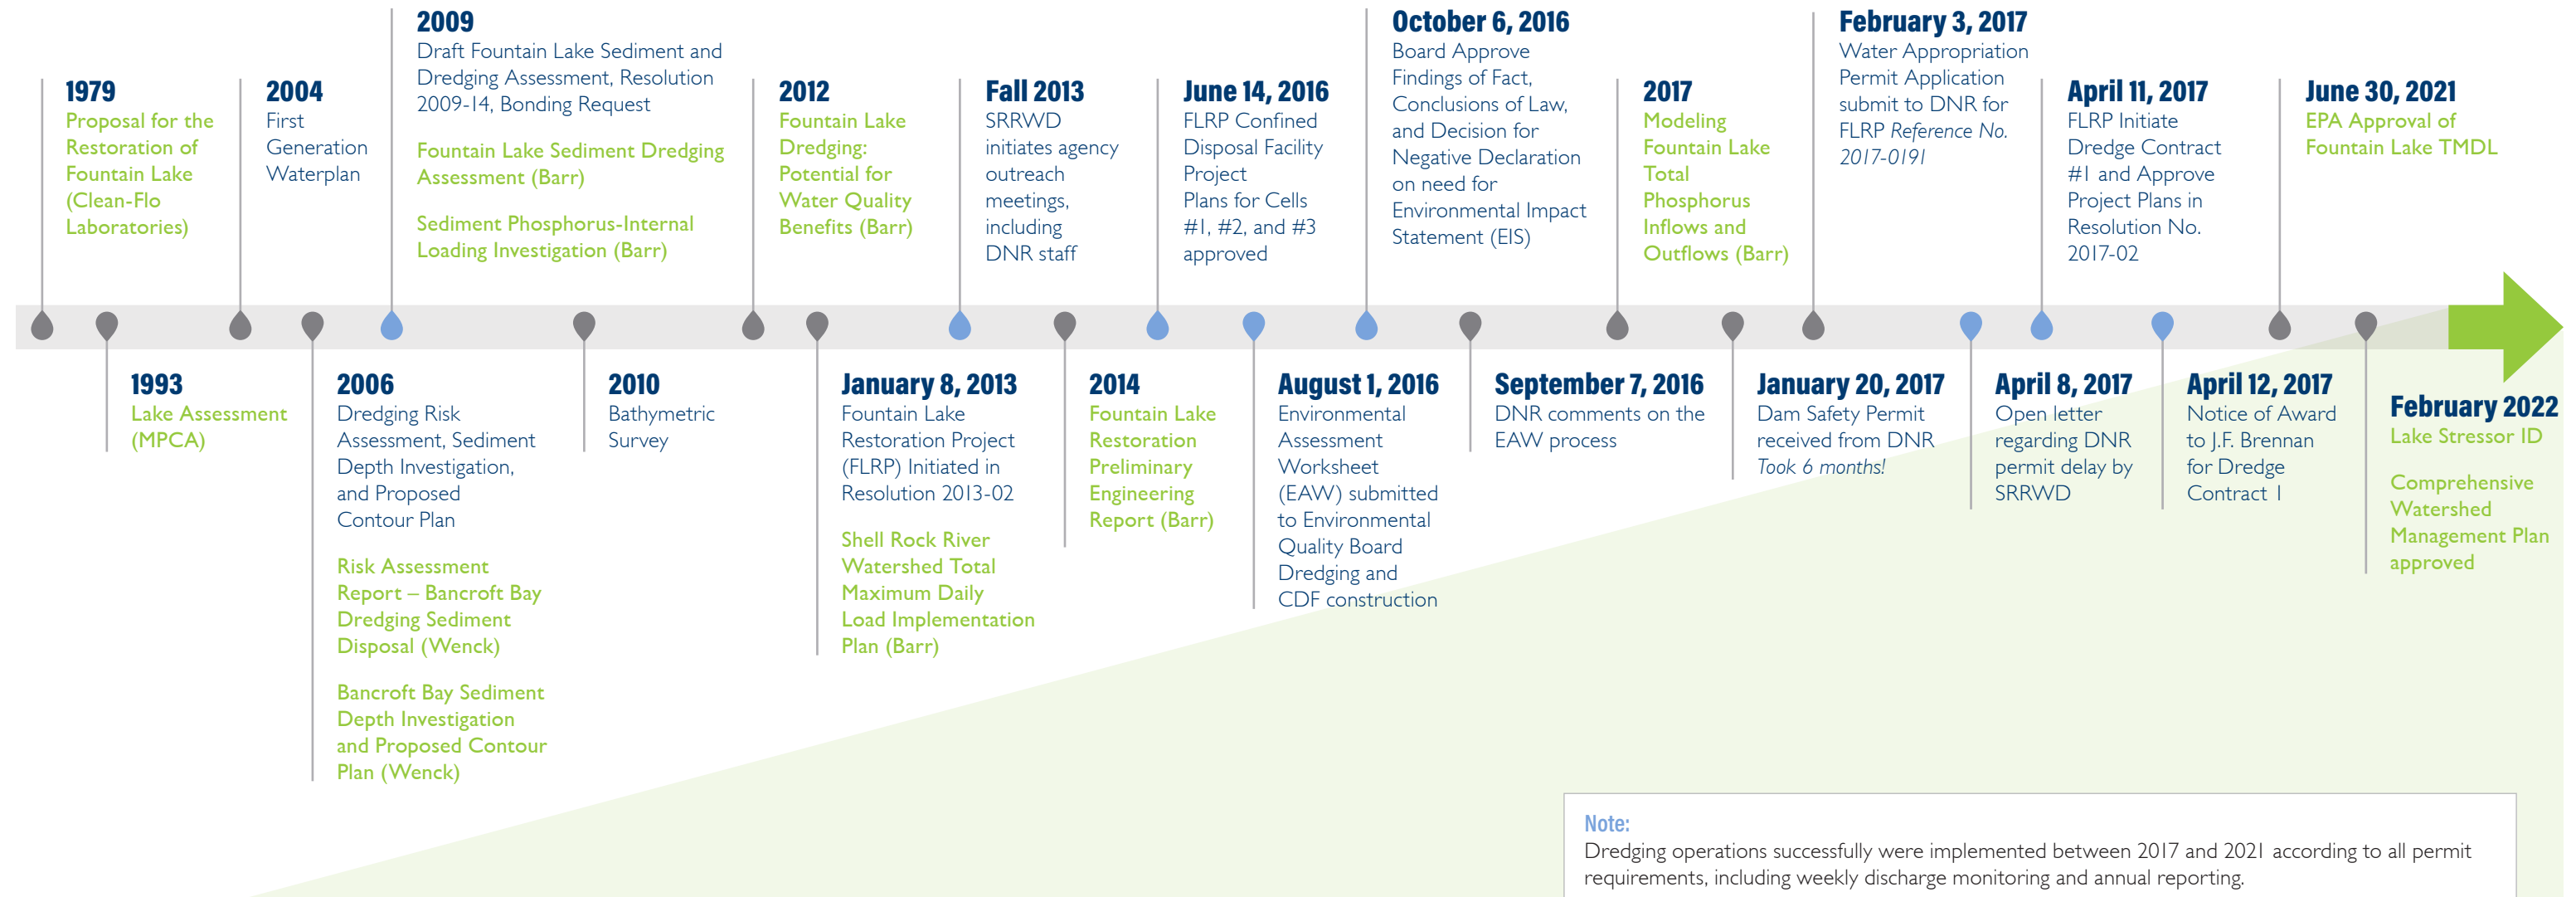 1979
Proposal for the
Restoration of
Fountain Lake
(Clean-Flo
Laboratories)
1993
Lake Assessment
(MPCA)
2004
First
Generation
Waterplan
2006
Dredging Risk
Assessment, Sediment
Depth Investigation,
and Proposed
Contour Plan
Risk Assessment
Report – Bancroft Bay
Dredging Sediment
Disposal (Wenck)
Bancroft Bay Sediment
Depth Investigation
and Proposed Contour
Plan (Wenck)
2009
Draft Fountain Lake Sediment and
Dredging Assessment, Resolution
2009-14, Bonding Request
Fountain Lake Sediment Dredging
Assessment (Barr)
Sediment Phosphorus-Internal
Loading Investigation (Barr)
2010
Bathymetric
Survey
2012
Fountain Lake
Dredging:
Potential for
Water Quality
Benefits (Barr)
January 8, 2013
Fountain Lake
Restoration Project
(FLRP) Initiated in
Resolution 2013-02
Shell Rock River
Watershed Total
Maximum Daily
Load Implementation
Plan (Barr)
Fall 2013
SRRWD
initiates agency
outreach
meetings,
including
DNR staff
2014
Fountain Lake
Restoration
Preliminary
Engineering
Report (Barr)
June 14, 2016
FLRP Confined
Disposal Facility
Project
Plans for Cells
#1, #2, and #3
approved
August 1, 2016
Environmental
Assessment
Worksheet
(EAW) submitted
to Environmental
Quality Board
Dredging and
CDF construction
October 6, 2016
Board Approve
Findings of Fact,
Conclusions of Law,
and Decision for
Negative Declaration
on need for
Environmental Impact
Statement (EIS)
September 7, 2016
DNR comments on the
EAW process
2017
Modeling
Fountain Lake
Total
Phosphorus
Inflows and
Outflows (Barr)
January 20, 2017
Dam Safety Permit
received from DNR
Took 6 months!
February 3, 2017
Water Appropriation
Permit Application
submit to DNR for
FLRP Reference No.
2017-0191
April 8, 2017
Open letter
regarding DNR
permit delay by
SRRWD
April 11, 2017
FLRP Initiate
Dredge Contract
#1 and Approve
Project Plans in
Resolution No.
2017-02
April 12, 2017
Notice of Award
to J.F. Brennan
for Dredge
Contract 1
June 30, 2021
EPA Approval of
Fountain Lake TMDL
February 2022
Lake Stressor ID
Comprehensive
Watershed
Management Plan
approved
Note:
Dredging operations successfully were implemented between 2017 and 2021 according to all permit
requirements, including weekly discharge monitoring and annual reporting.